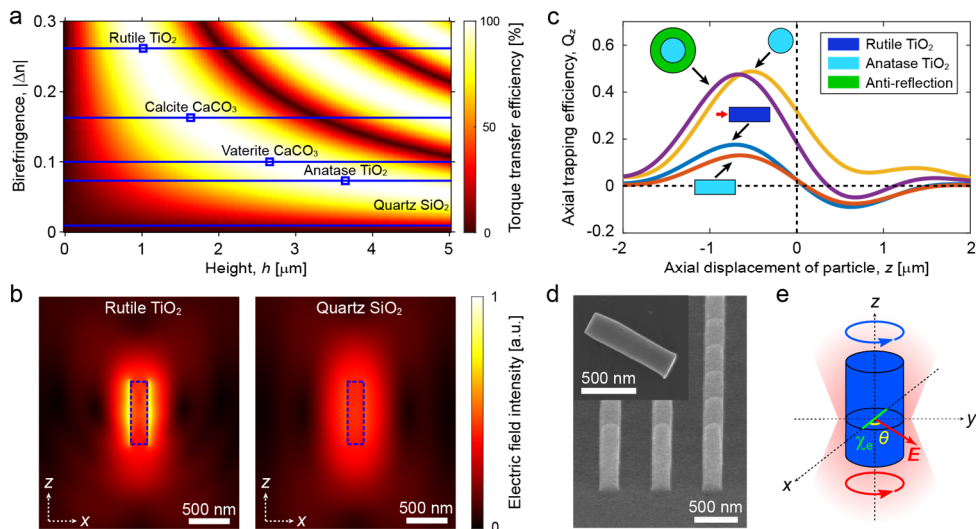 a
Birefringence, |Δn|
0.3
0.2
0.1
0
Rutile TiO₂
Calcite CaCO₃
Vaterite CaCO₃
Anatase TiO₂
Quartz SiO₂
0 1 2 3 4 5
Height, h [μm]
100
50
0
Torque transfer efficiency [%]
b
Rutile TiO₂
Quartz SiO₂
z
x
500 nm
z
x
500 nm
1
0
Electric field intensity [a.u.]
c
Axial trapping efficiency, Qz
0.6
0.4
0.2
0
-0.2
Rutile TiO₂
Anatase TiO₂
Anti-reflection
-2 -1 0 1 2
Axial displacement of particle, z [μm]
d
500 nm
500 nm
e
z
y
x
χe
θ
E